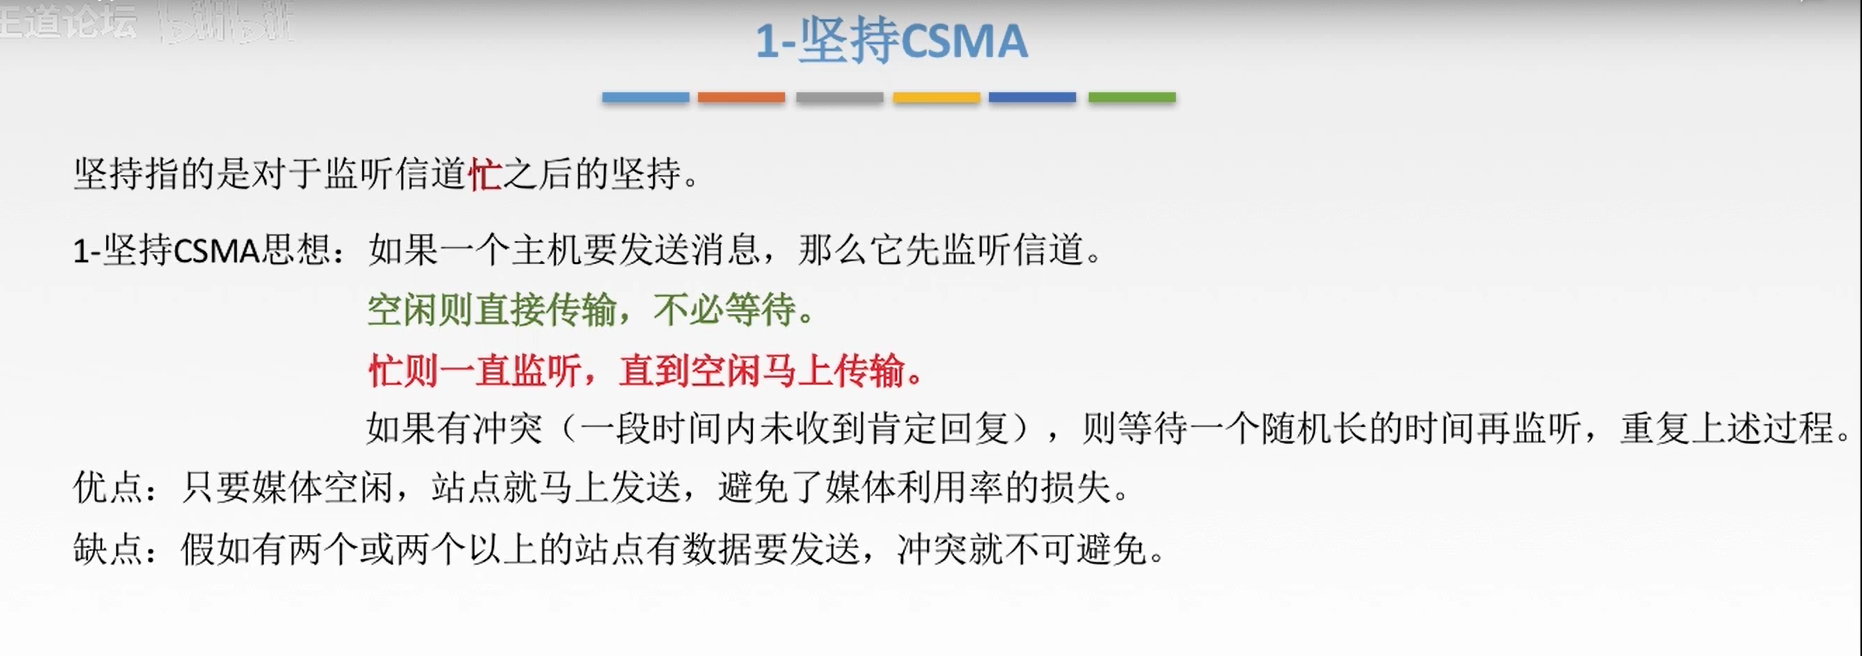 王道论坛 bilibili
1-坚持CSMA
坚持指的是对于监听信道忙之后的坚持。
1-坚持CSMA思想：如果一个主机要发送消息，那么它先监听信道。
空闲则直接传输，不必等待。
忙则一直监听，直到空闲马上传输。
如果有冲突（一段时间内未收到肯定回复），则等待一个随机长的时间再监听，重复上述过程。
优点：只要媒体空闲，站点就马上发送，避免了媒体利用率的损失。
缺点：假如有两个或两个以上的站点有数据要发送，冲突就不可避免。